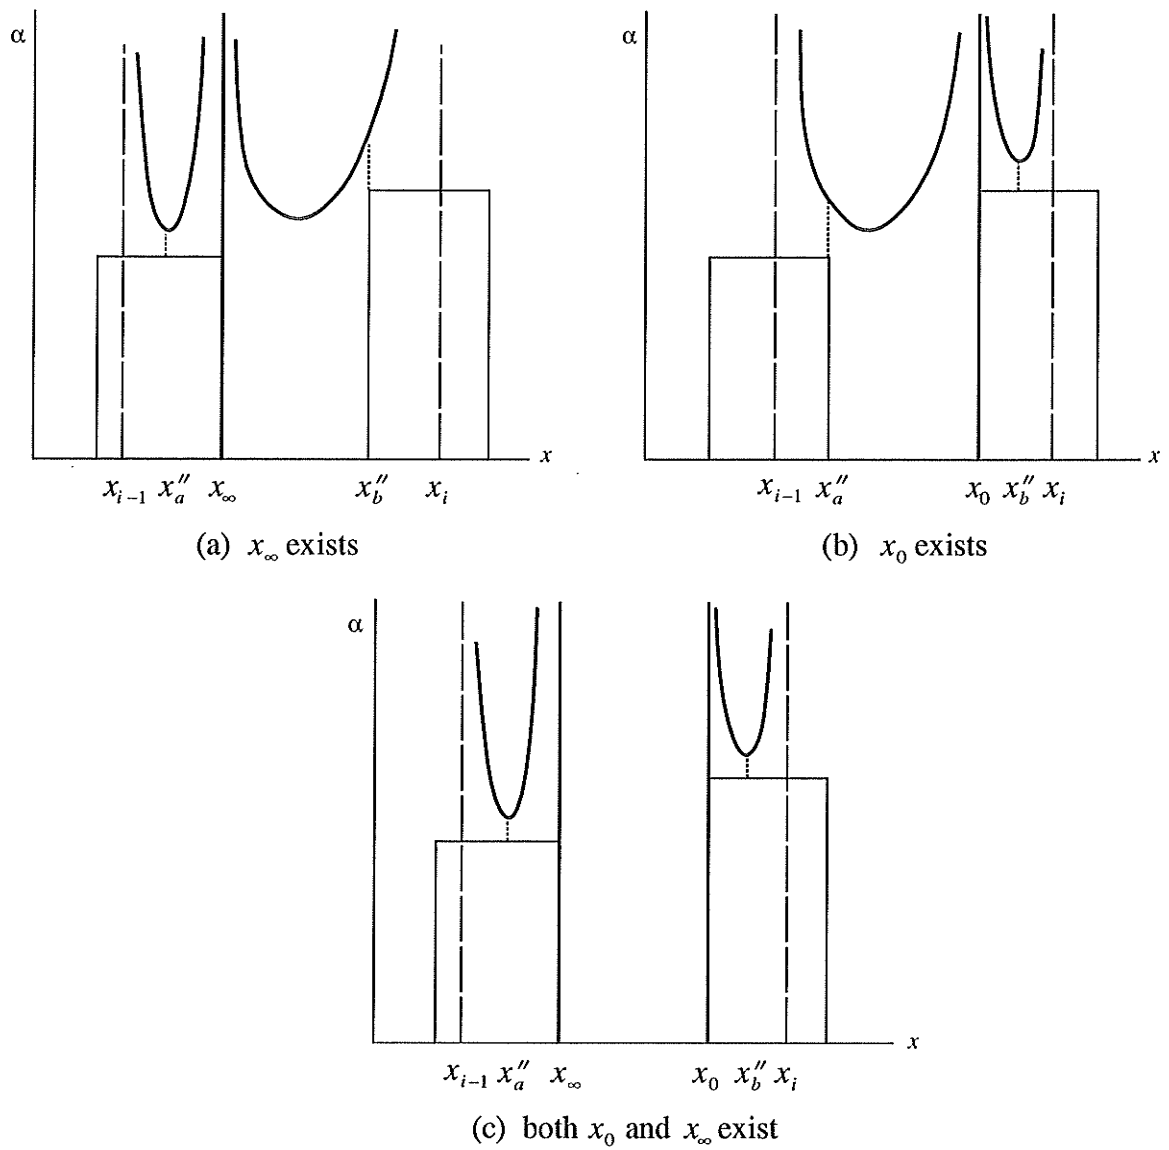 α
x
x_{i−1} x″_a x_∞ x″_b x_i
(a) x_∞ exists
α
x
x_{i−1} x″_a x_0 x″_b x_i
(b) x_0 exists
α
x
x_{i−1} x″_a x_∞ x_0 x″_b x_i
(c) both x_0 and x_∞ exist